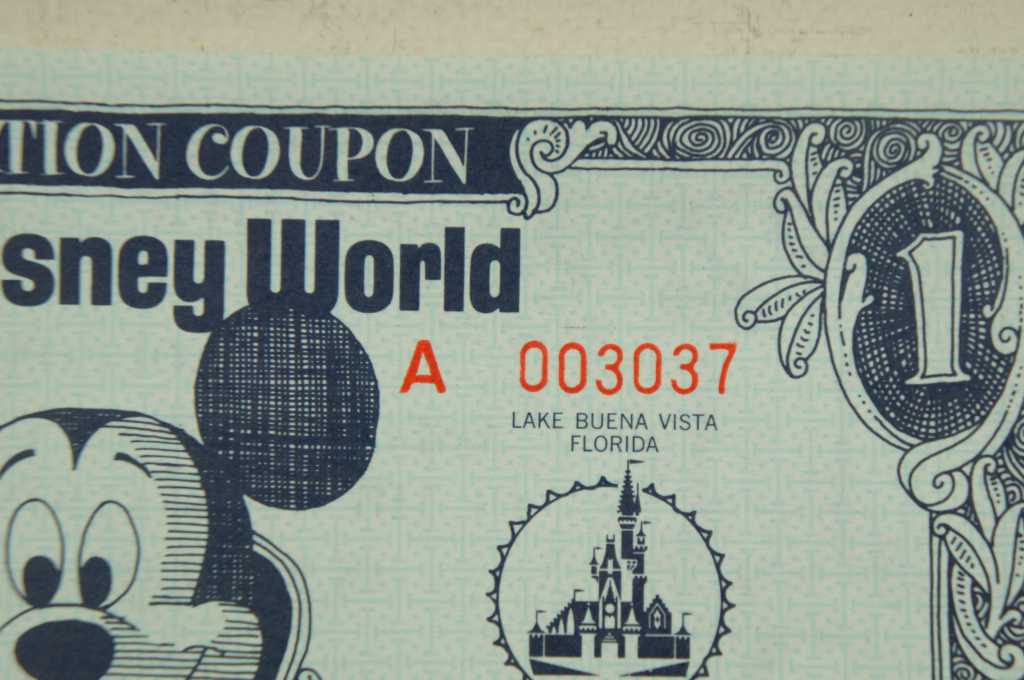 TION COUPON
sney World
1
A 003037
LAKE BUENA VISTA
FLORIDA